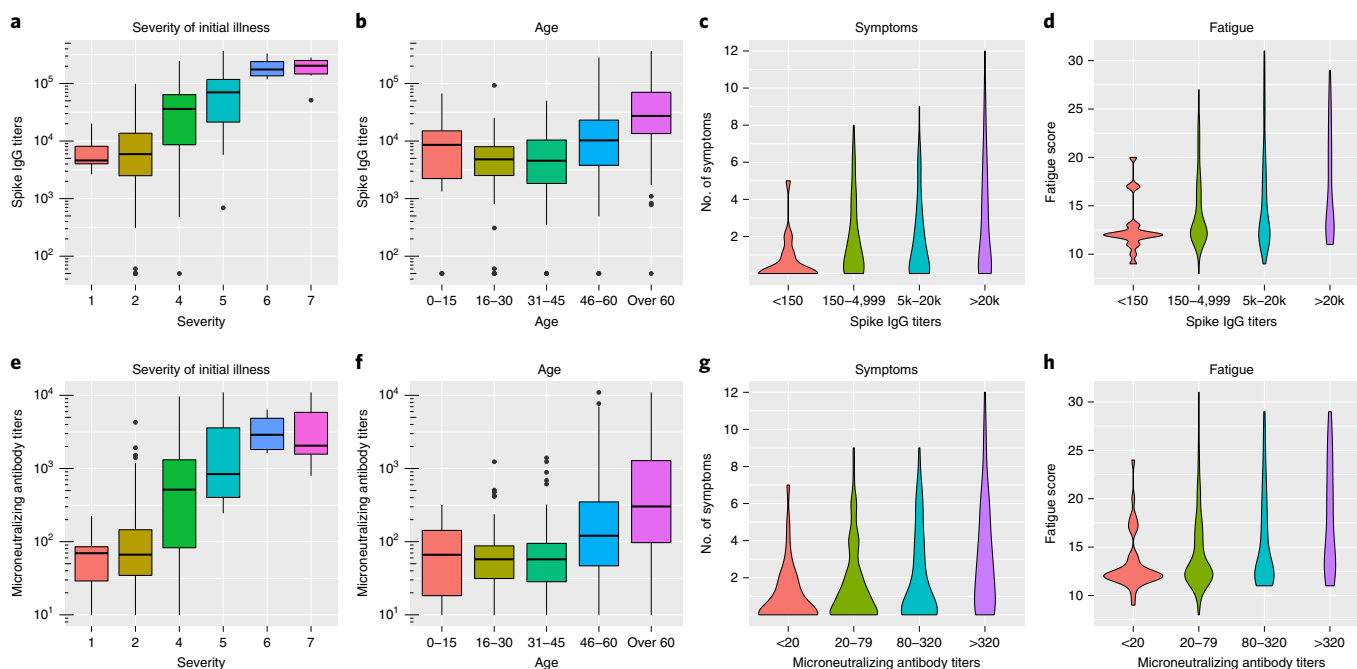 a
Severity of initial illness
Spike IgG titers
10^5
10^4
10^3
10^2
1 2 4 5 6 7
Severity
b
Age
Spike IgG titers
10^5
10^4
10^3
10^2
0–15 16–30 31–45 46–60 Over 60
Age
c
Symptoms
No. of symptoms
12
10
8
6
4
2
<150 150–4,999 5k–20k >20k
Spike IgG titers
d
Fatigue
Fatigue score
30
25
20
15
10
<150 150–4,999 5k–20k >20k
Spike IgG titers
e
Severity of initial illness
Microneutralizing antibody titers
10^4
10^3
10^2
10^1
1 2 4 5 6 7
Severity
f
Age
Microneutralizing antibody titers
10^4
10^3
10^2
10^1
0–15 16–30 31–45 46–60 Over 60
Age
g
Symptoms
No. of symptoms
12
10
8
6
4
2
<20 20–79 80–320 >320
Microneutralizing antibody titers
h
Fatigue
Fatigue score
30
25
20
15
10
<20 20–79 80–320 >320
Microneutralizing antibody titers